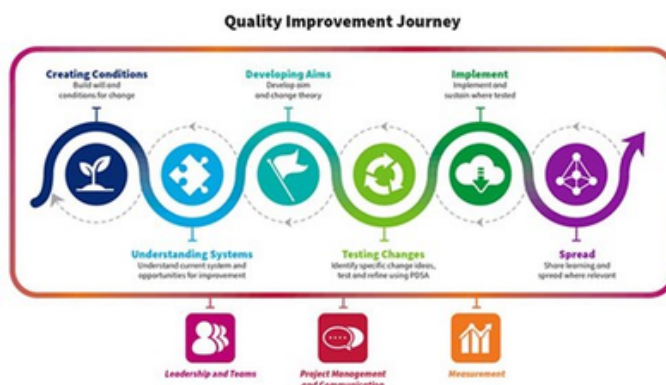 Quality Improvement Journey
Creating Conditions
Build will and
conditions for change
Developing Aims
Develop aim
and change theory
Implement
Implement and
sustain where tested
Understanding Systems
Understand current system and
opportunities for improvement
Testing Changes
Identify specific change ideas,
test and refine using PDSA
Spread
Share learning and
spread where relevant
Leadership and Teams
Project Management
and Communication
Measurement